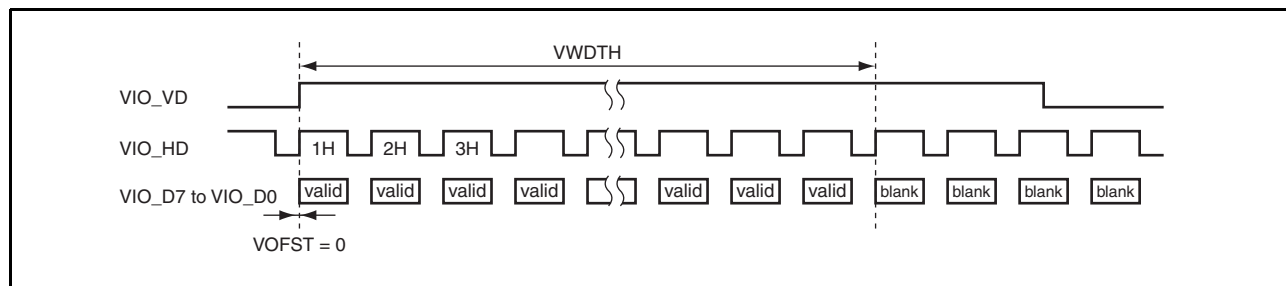 VWDTH
VIO_VD
VIO_HD 1H 2H 3H
VIO_D7 to VIO_D0 valid valid valid valid valid valid valid blank blank blank blank
VOFST = 0